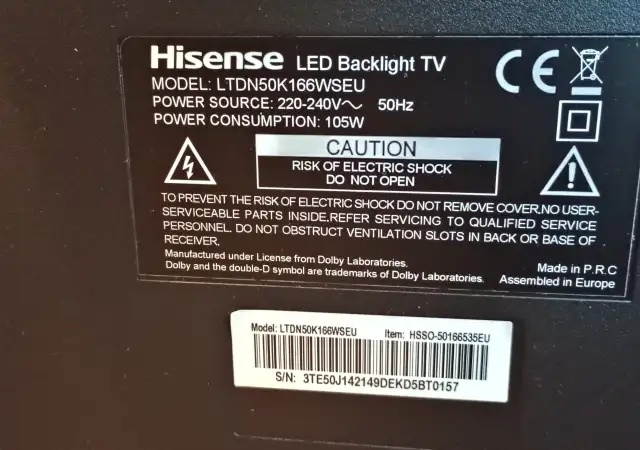 Hisense LED Backlight TV
MODEL: LTDN50K166WSEU
POWER SOURCE: 220-240V～ 50Hz
POWER CONSUMPTION: 105W
CAUTION
RISK OF ELECTRIC SHOCK
DO NOT OPEN
TO PREVENT THE RISK OF ELECTRIC SHOCK DO NOT REMOVE COVER.NO USER-
SERVICEABLE PARTS INSIDE.REFER SERVICING TO QUALIFIED SERVICE
PERSONNEL. DO NOT OBSTRUCT VENTILATION SLOTS IN BACK OR BASE OF
RECEIVER.
Manufactured under License from Dolby Laboratories.
Dolby and the double-D symbol are trademarks of Dolby Laboratories.
CE
Made in P.R.C
Assembled in Europe
Model: LTDN50K166WSEU Item: HSSO-50166535EU
S/N: 3TE50J142149DEKD5BT0157